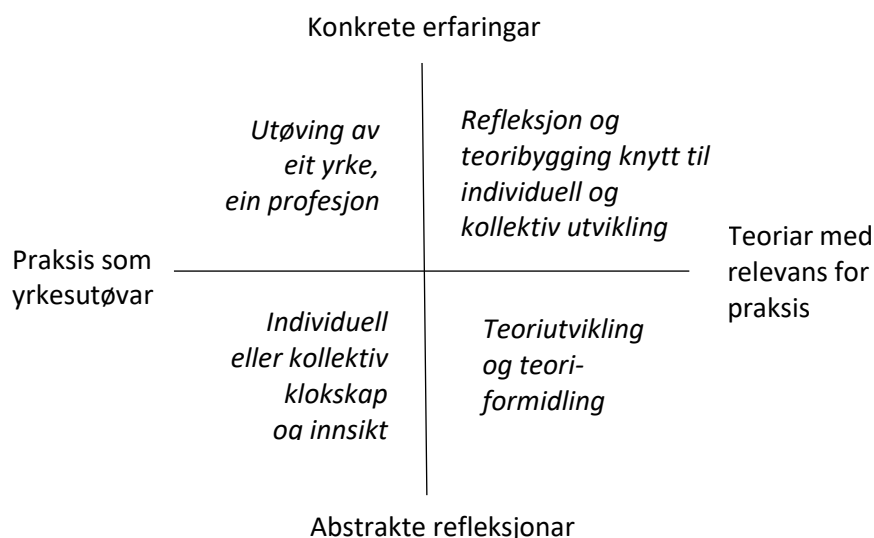 Konkrete erfaringar
Utøving av
eit yrke,
ein profesjon
Refleksjon og
teoribygging knytt til
individuell og
kollektiv utvikling
Praksis som
yrkesutøvar
Teoriar med
relevans for
praksis
Individuell
eller kollektiv
klokskap
og innsikt
Teoriutvikling
og teori-
formidling
Abstrakte refleksjonar